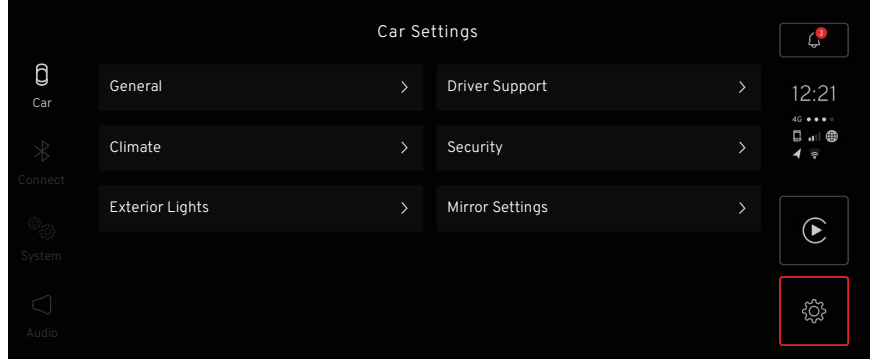 Car Settings
3
Car
General
Driver Support
12:21
4G
Climate
Security
Connect
Exterior Lights
Mirror Settings
System
Audio